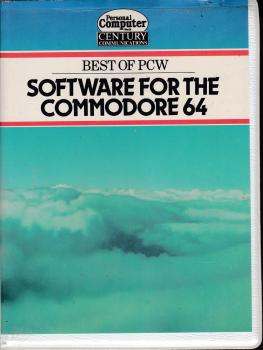 Personal
Computer
World
CENTURY
COMMUNICATIONS
BEST OF PCW
SOFTWARE FOR THE
COMMODORE 64